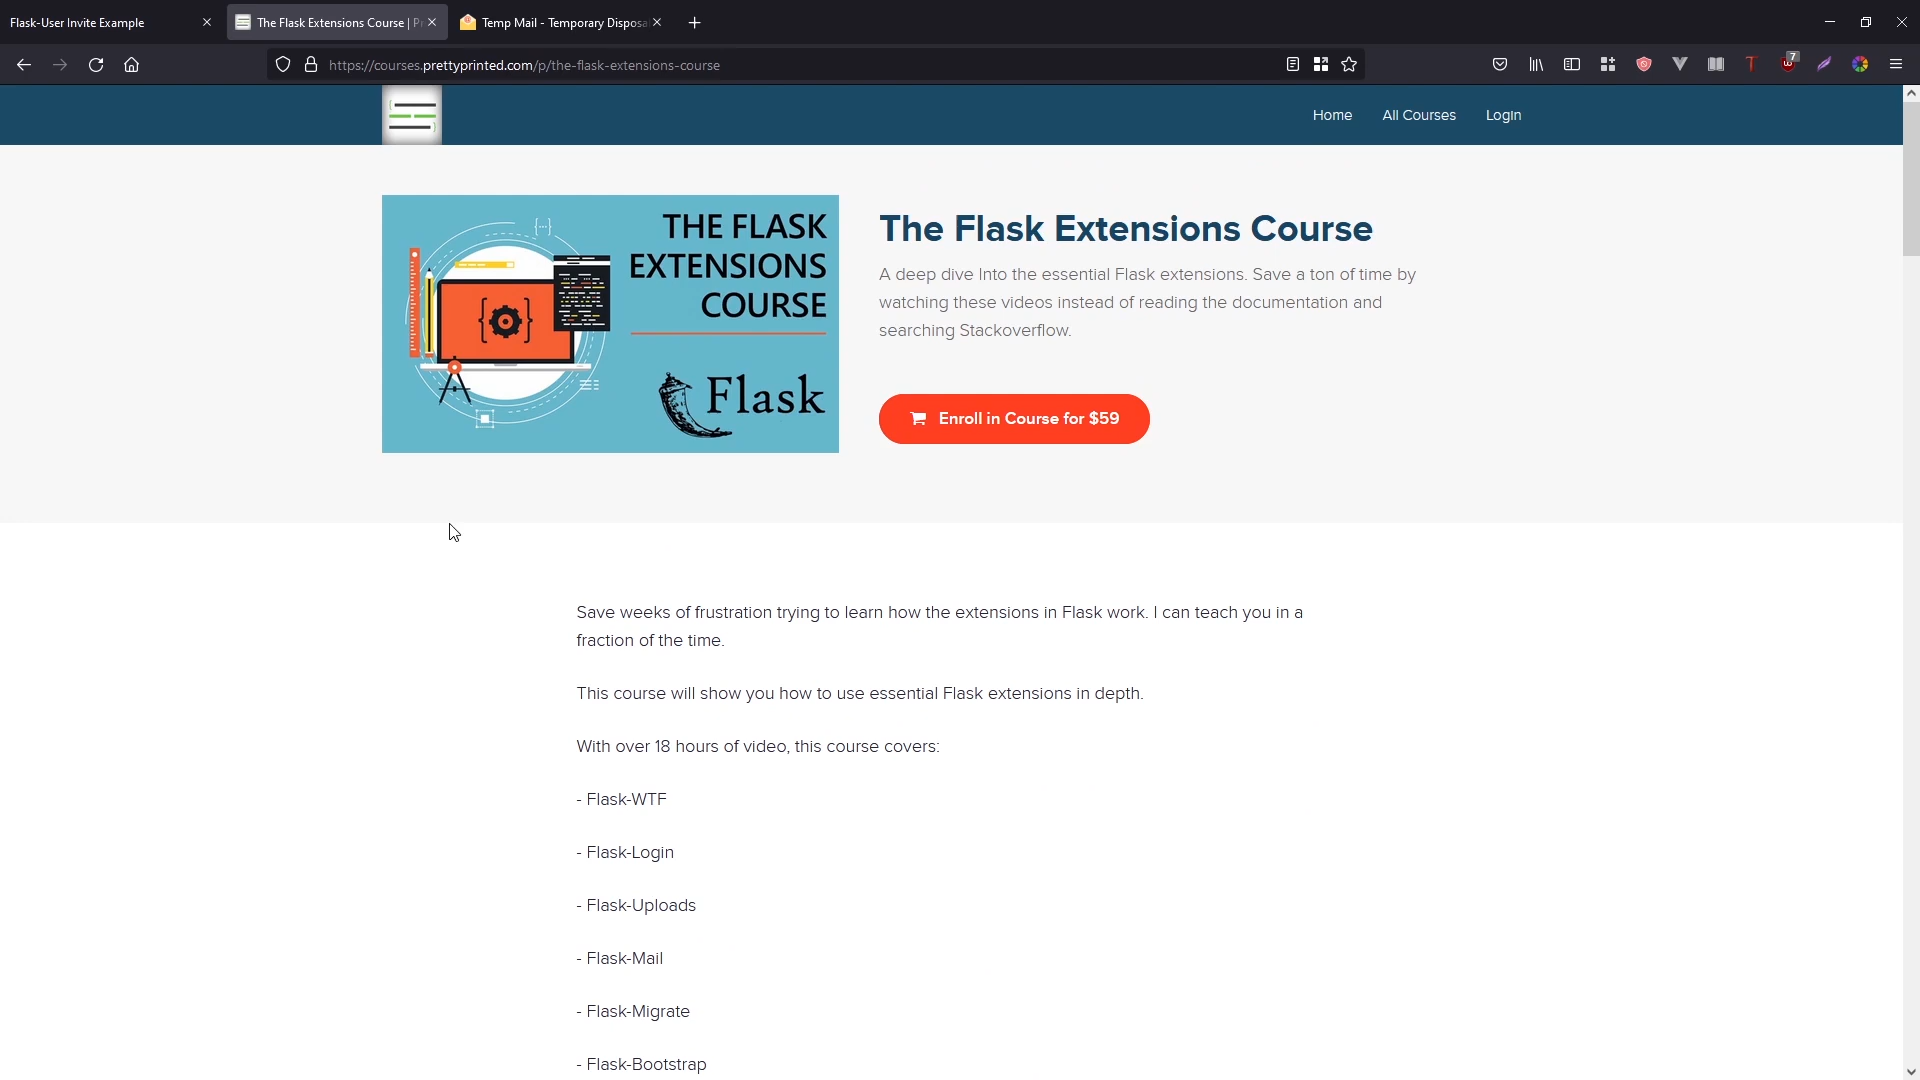 Flask-User Invite Example
The Flask Extensions Course | P
Temp Mail - Temporary Disposa
https://courses.prettyprinted.com/p/the-flask-extensions-course
7
Home
All Courses
Login
THE FLASK
EXTENSIONS
COURSE
Flask
The Flask Extensions Course
A deep dive Into the essential Flask extensions. Save a ton of time by
watching these videos instead of reading the documentation and
searching Stackoverflow.
Enroll in Course for $59
Save weeks of frustration trying to learn how the extensions in Flask work. I can teach you in a
fraction of the time.
This course will show you how to use essential Flask extensions in depth.
With over 18 hours of video, this course covers:
- Flask-WTF
- Flask-Login
- Flask-Uploads
- Flask-Mail
- Flask-Migrate
- Flask-Bootstrap